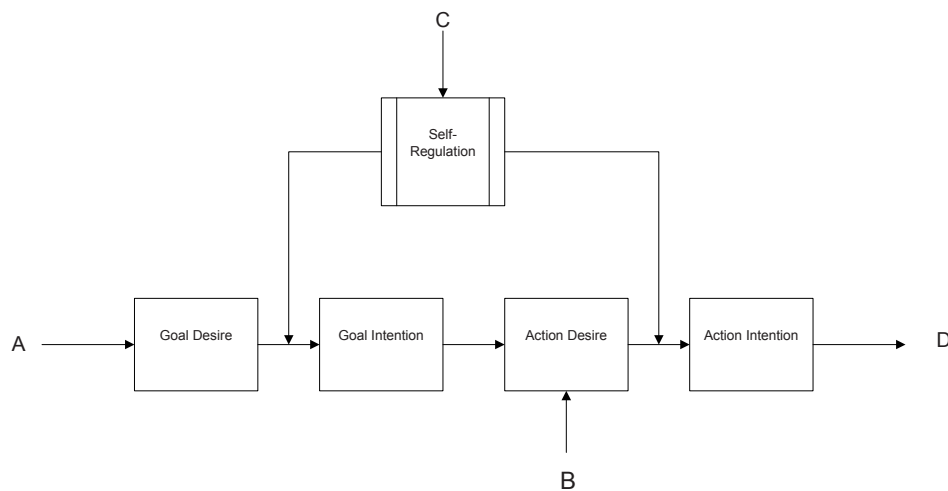 C
Self-
Regulation
A
Goal Desire
Goal Intention
Action Desire
Action Intention
D
B